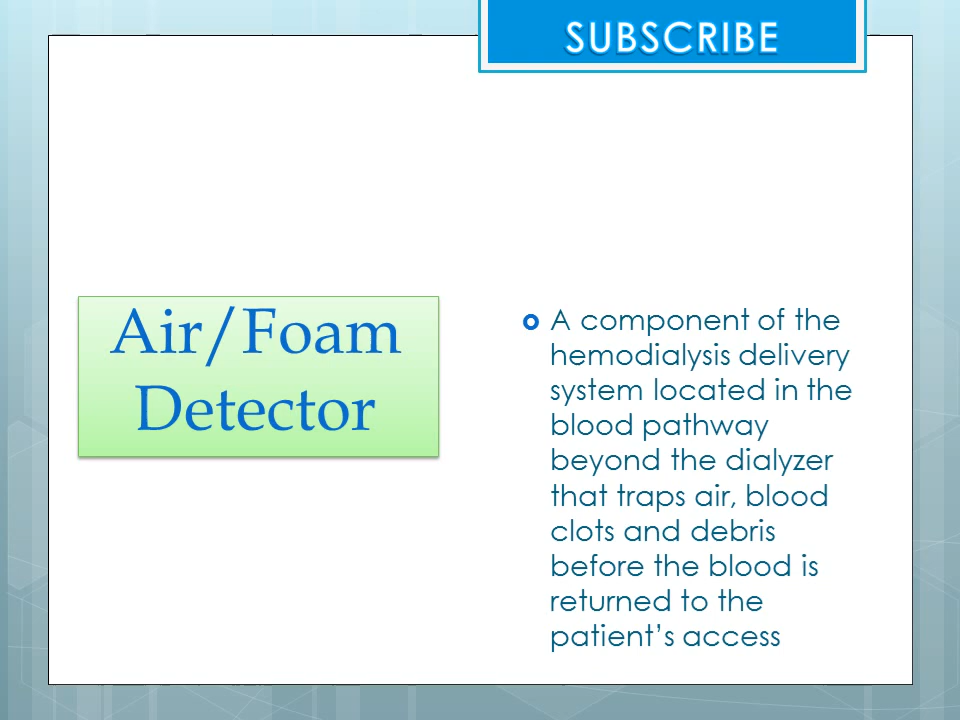 SUBSCRIBE
Air/Foam
Detector
A component of the
hemodialysis delivery
system located in the
blood pathway
beyond the dialyzer
that traps air, blood
clots and debris
before the blood is
returned to the
patient’s access